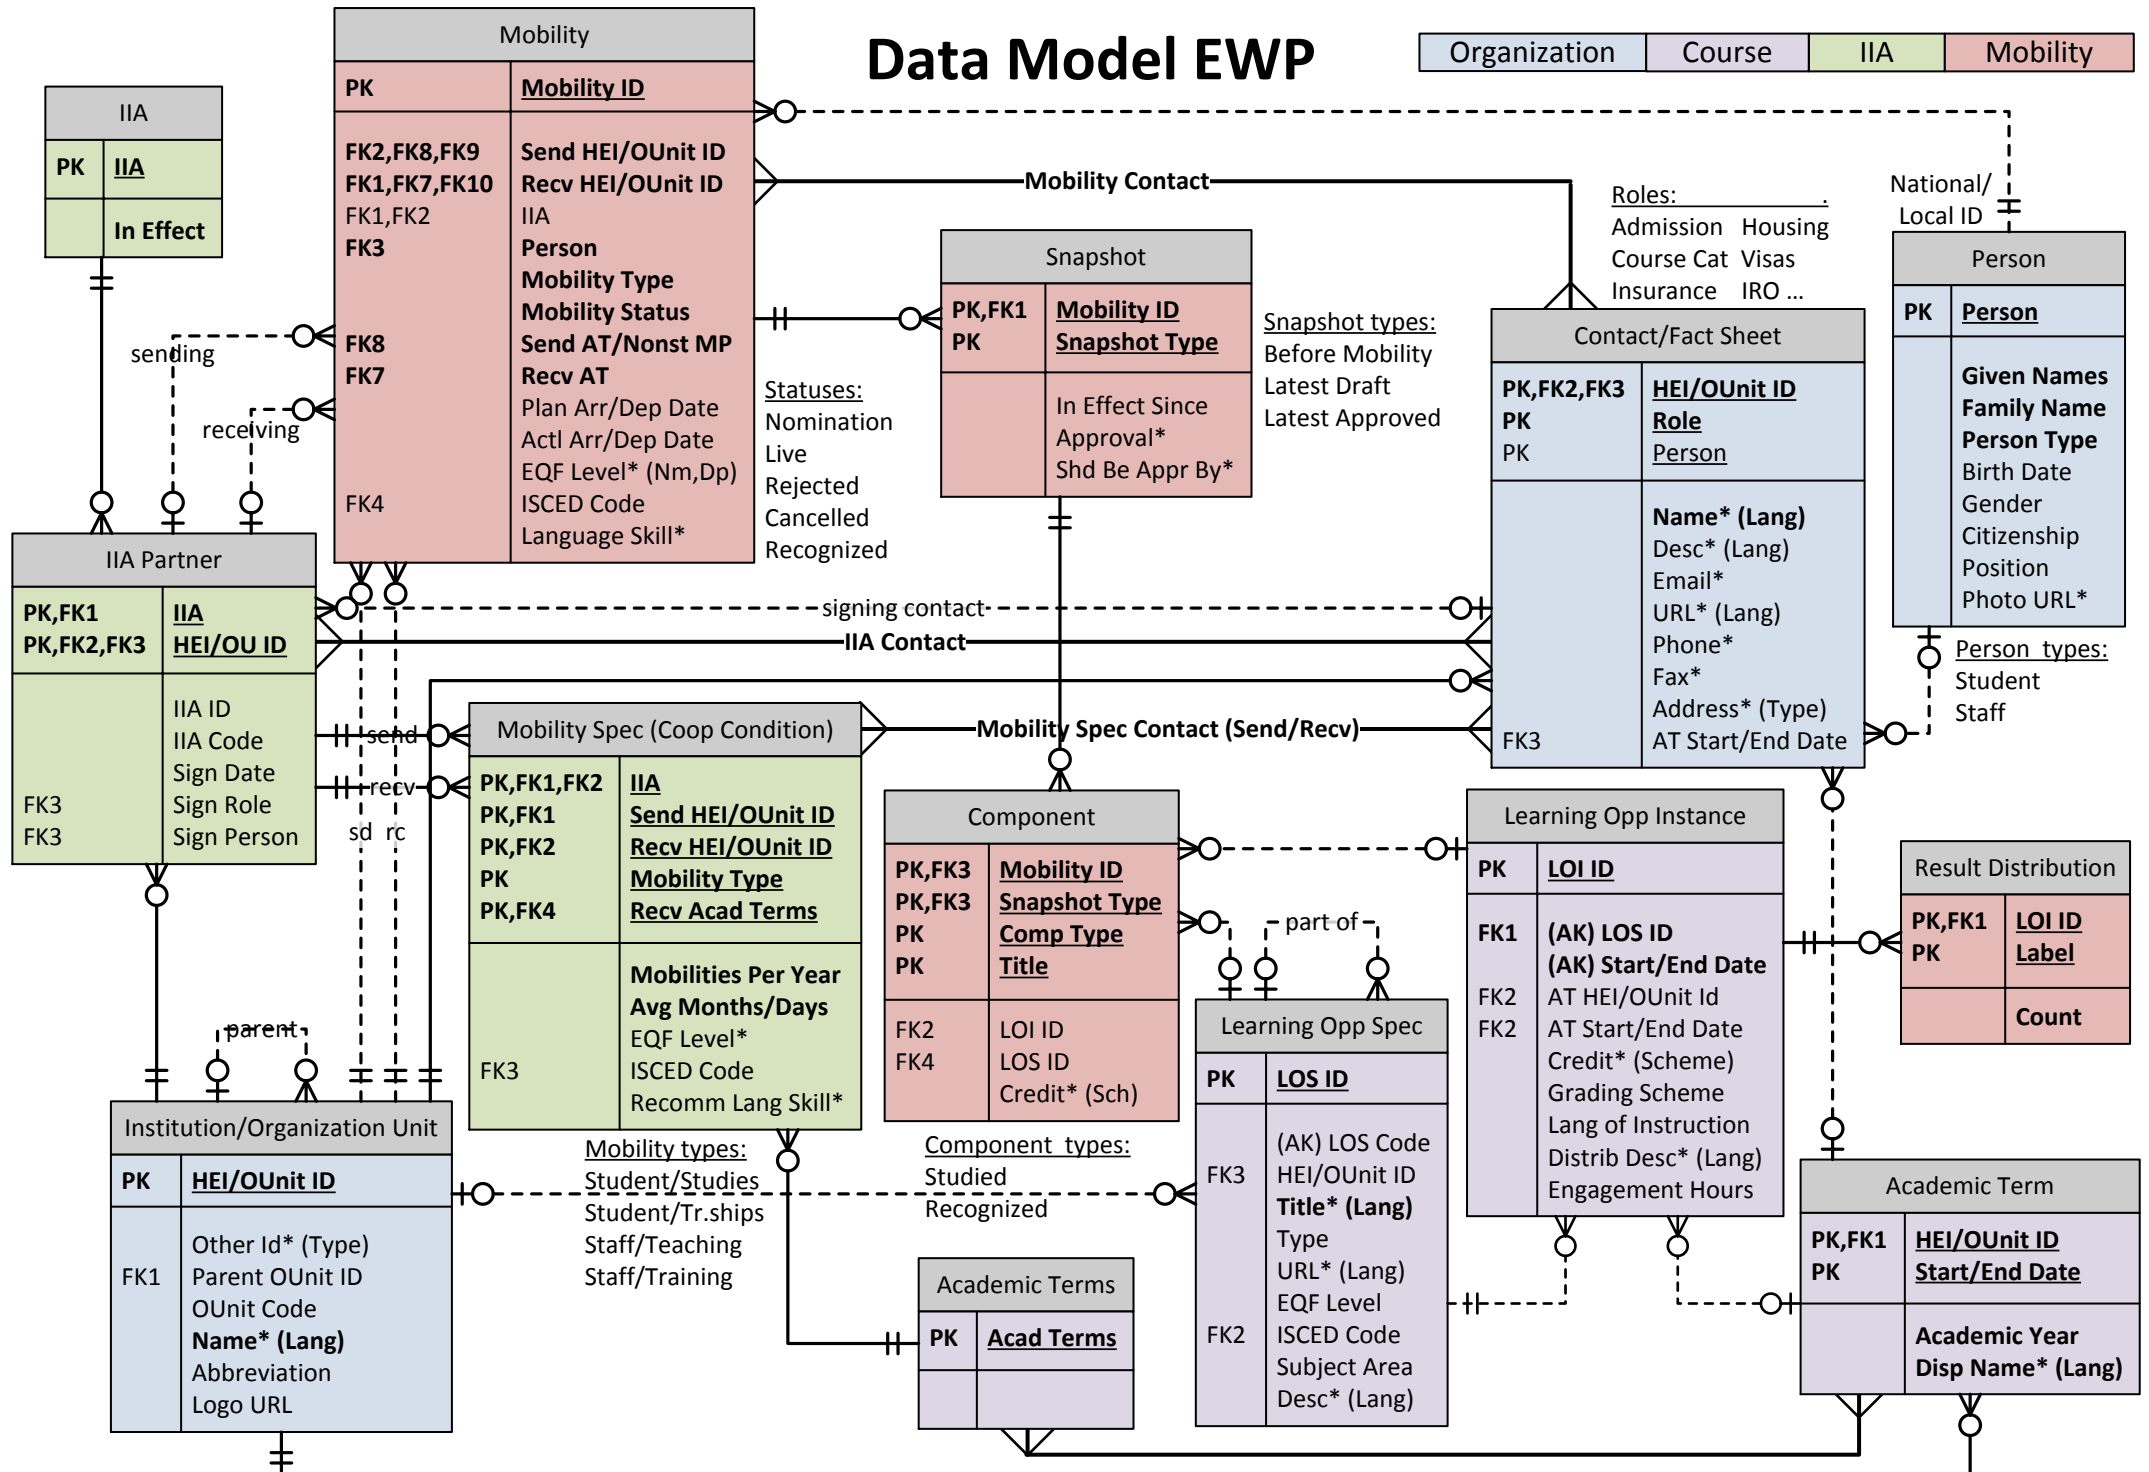 Data Model EWP
Organization Course IIA Mobility
Mobility
PK Mobility ID
FK2,FK8,FK9 Send HEI/OUnit ID
FK1,FK7,FK10 Recv HEI/OUnit ID
FK1,FK2 IIA
FK3 Person
Mobility Type
Mobility Status
FK8 Send AT/Nonst MP
FK7 Recv AT
Plan Arr/Dep Date
Actl Arr/Dep Date
EQF Level* (Nm,Dp)
FK4 ISCED Code
Language Skill*
IIA
PK IIA
In Effect
sending
receiving
Mobility Contact
Statuses:
Nomination
Live
Rejected
Cancelled
Recognized
Snapshot
PK,FK1 Mobility ID
PK Snapshot Type
In Effect Since
Approval*
Shd Be Appr By*
Snapshot types:
Before Mobility
Latest Draft
Latest Approved
Roles: .
Admission Housing
Course Cat Visas
Insurance IRO ...
National/
Local ID
Contact/Fact Sheet
PK,FK2,FK3 HEI/OUnit ID
PK Role
PK Person
Name* (Lang)
Desc* (Lang)
Email*
URL* (Lang)
Phone*
Fax*
Address* (Type)
FK3 AT Start/End Date
Person
PK Person
Given Names
Family Name
Person Type
Birth Date
Gender
Citizenship
Position
Photo URL*
Person types:
Student
Staff
IIA Partner
PK,FK1 IIA
PK,FK2,FK3 HEI/OU ID
IIA ID
IIA Code
Sign Date
FK3 Sign Role
FK3 Sign Person
signing contact
IIA Contact
send
recv
sd rc
Mobility Spec Contact (Send/Recv)
Mobility Spec (Coop Condition)
PK,FK1,FK2 IIA
PK,FK1 Send HEI/OUnit ID
PK,FK2 Recv HEI/OUnit ID
PK Mobility Type
PK,FK4 Recv Acad Terms
Mobilities Per Year
Avg Months/Days
EQF Level*
FK3 ISCED Code
Recomm Lang Skill*
Component
PK,FK3 Mobility ID
PK,FK3 Snapshot Type
PK Comp Type
PK Title
FK2 LOI ID
FK4 LOS ID
Credit* (Sch)
part of
Learning Opp Instance
PK LOI ID
FK1 (AK) LOS ID
(AK) Start/End Date
FK2 AT HEI/OUnit Id
FK2 AT Start/End Date
Credit* (Scheme)
Grading Scheme
Lang of Instruction
Distrib Desc* (Lang)
Engagement Hours
Result Distribution
PK,FK1 LOI ID
PK Label
Count
Learning Opp Spec
PK LOS ID
(AK) LOS Code
FK3 HEI/OUnit ID
Title* (Lang)
Type
URL* (Lang)
EQF Level
FK2 ISCED Code
Subject Area
Desc* (Lang)
parent
Institution/Organization Unit
PK HEI/OUnit ID
Other Id* (Type)
FK1 Parent OUnit ID
OUnit Code
Name* (Lang)
Abbreviation
Logo URL
Mobility types:
Student/Studies
Student/Tr.ships
Staff/Teaching
Staff/Training
Component types:
Studied
Recognized
Academic Terms
PK Acad Terms
Academic Term
PK,FK1 HEI/OUnit ID
PK Start/End Date
Academic Year
Disp Name* (Lang)